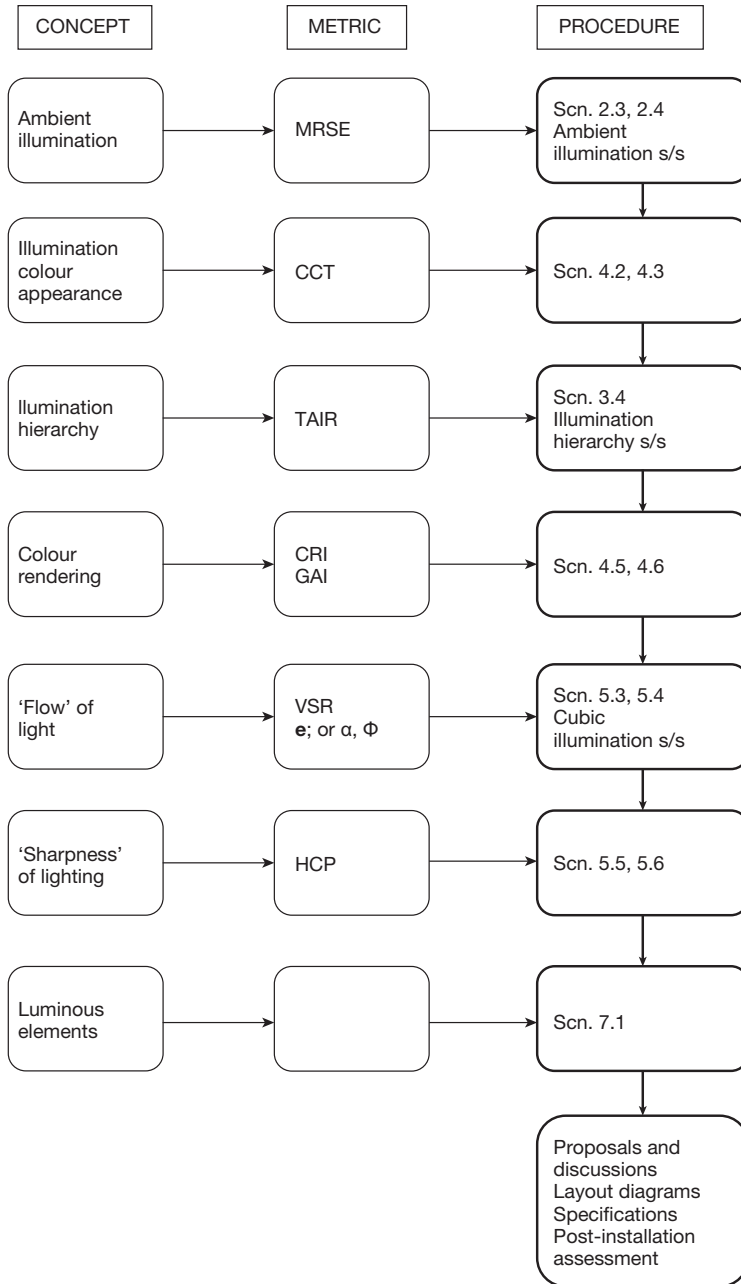 CONCEPT
METRIC
PROCEDURE
Ambient
illumination
MRSE
Scn. 2.3, 2.4
Ambient
illumination s/s
Illumination
colour
appearance
CCT
Scn. 4.2, 4.3
Ilumination
hierarchy
TAIR
Scn. 3.4
Illumination
hierarchy s/s
Colour
rendering
CRI
GAI
Scn. 4.5, 4.6
‘Flow’ of
light
VSR
e; or α, Φ
Scn. 5.3, 5.4
Cubic
illumination s/s
‘Sharpness’
of lighting
HCP
Scn. 5.5, 5.6
Luminous
elements
Scn. 7.1
Proposals and
discussions
Layout diagrams
Specifications
Post-installation
assessment